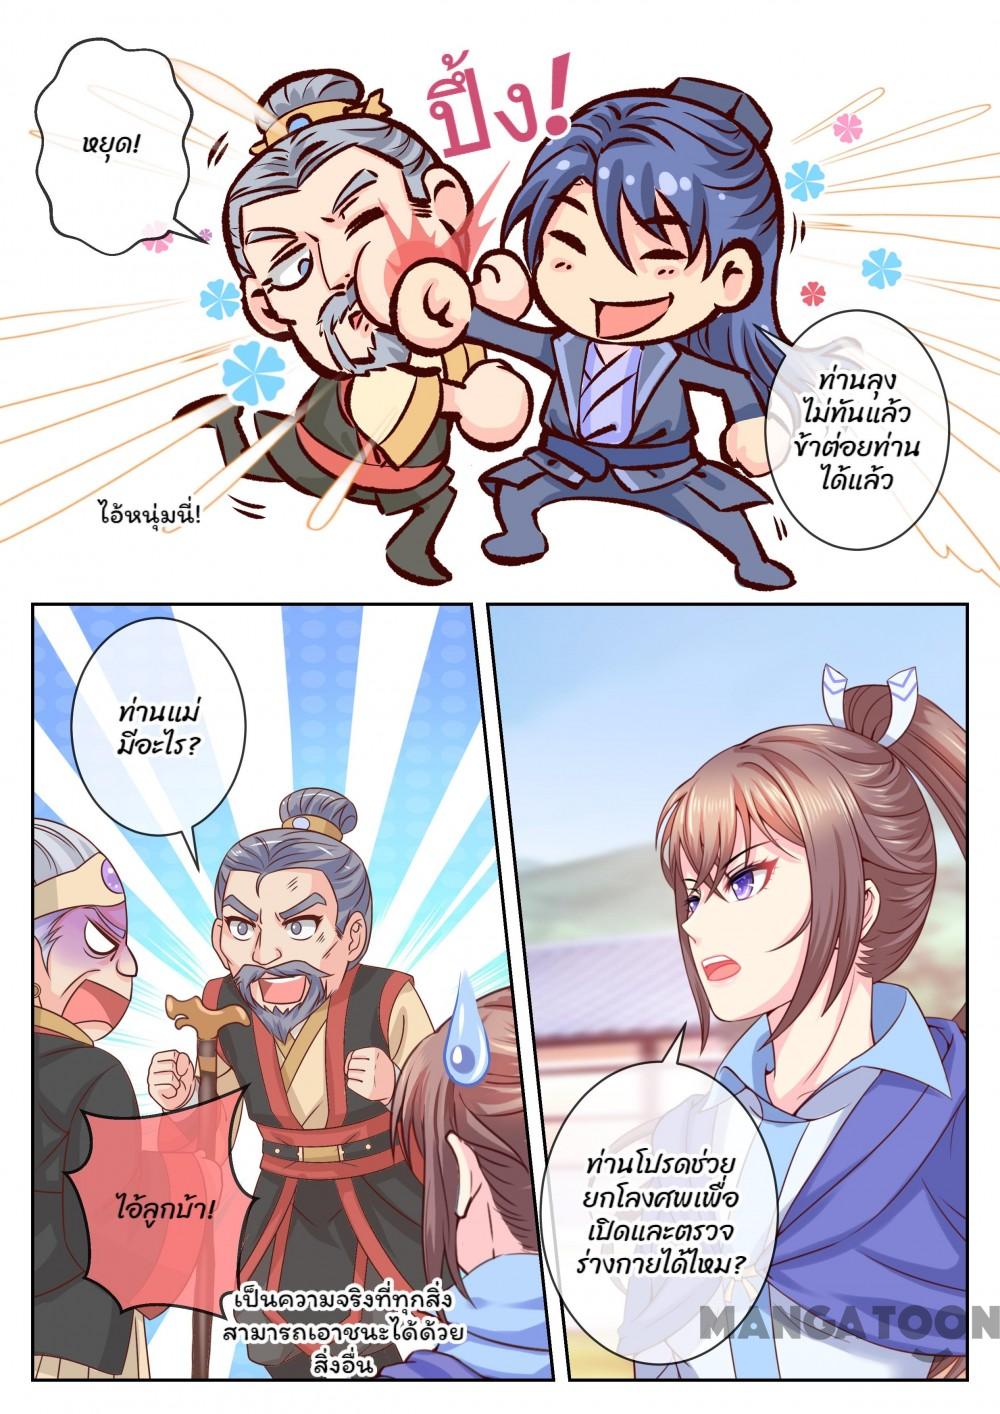 ปึ้ง!
หยุด!
ท่านลุง
ไม่ทันแล้ว
ข้าต่อยท่าน
ได้แล้ว
ไอ้หนุ่มนี่!
ท่านแม่
มีอะไร?
ไอ้ลูกบ้า!
เป็นความจริงที่ทุกสิ่ง
สามารถเอาชนะได้ด้วย
สิ่งอื่น
ท่านโปรดช่วย
ยกโลงศพเพื่อ
เปิดและตรวจ
ร่างกายได้ไหม?
MANGATOON